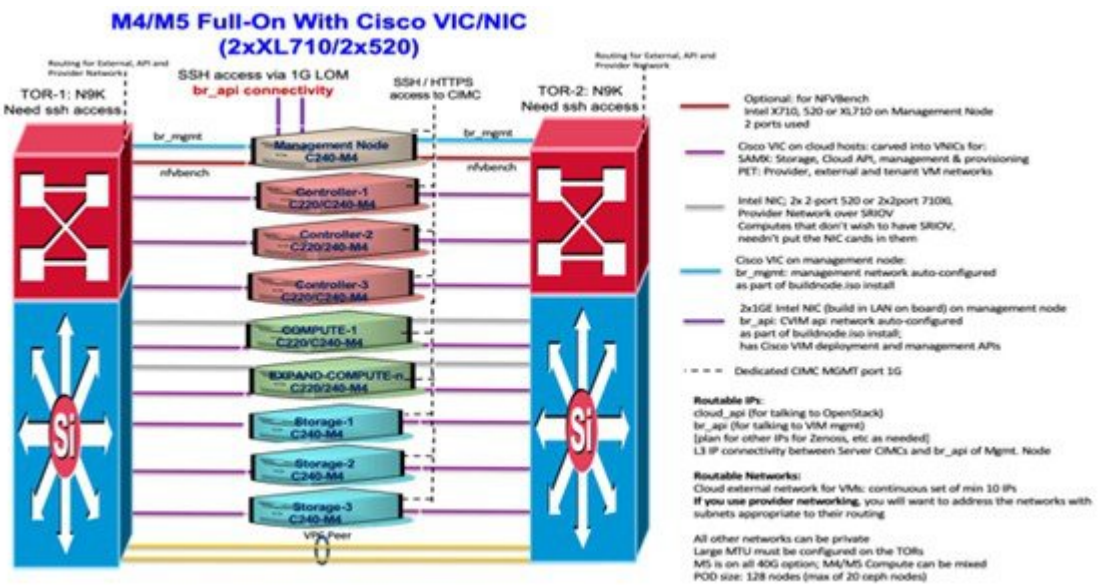 M4/M5 Full-On With Cisco VIC/NIC
(2xXL710/2x520)
Routing for External, API and
Provider Network
TOR-1: N9K
Need ssh access
SSH access via 1G LOM
br_api connectivity
SSH / HTTPS
access to CIMC
Routing for External, API and
Provider Network
TOR-2: N9K
Need ssh access
br_mgmt
br_mgmt
Management Node
C240-M4
nfvbench
nfvbench
Controller-1
C220/C240-M4
Controller-2
C220/240-M4
Controller-3
C220/C240-M4
COMPUTE-1
C220/C240-M4
EXPAND-COMPUTE-n
C220/240-M4
Storage-1
C240-M4
Storage-2
C240-M4
Storage-3
C240-M4
VPC Peer
Si
Si
Optional: for NFVBench
Intel X710, 520 or XL710 on Management Node
2 ports used
Cisco VIC on cloud hosts: carved into VNICs for:
SAMX: Storage, Cloud API, management & provisioning
PET: Provider, external and tenant VM networks
Intel NIC; 2x 2-port 520 or 2x2port 710XL
Provider Network over SRIOV
Computes that don't wish to have SRIOV,
needn't put the NIC cards in them
Cisco VIC on management node:
br_mgmt: management network auto-configured
as part of buildnode.iso install
2x1GE Intel NIC (build in LAN on board) on management node
br_api: CVIM api network auto-configured
as part of buildnode.iso install;
has Cisco VIM deployment and management APIs
Dedicated CIMC MGMT port 1G
Routable IPs:
cloud_api (for talking to OpenStack)
br_api (for talking to VIM mgmt)
[plan for other IPs for Zenoss, etc as needed]
L3 IP connectivity between Server CIMCs and br_api of Mgmt. Node
Routable Networks:
Cloud external network for VMs: continuous set of min 10 IPs
If you use provider networking, you will want to address the networks with
subnets appropriate to their routing
All other networks can be private
Large MTU must be configured on the TORs
M5 is on all 40G option; M4/M5 Compute can be mixed
POD size: 128 nodes (max of 20 ceph nodes)